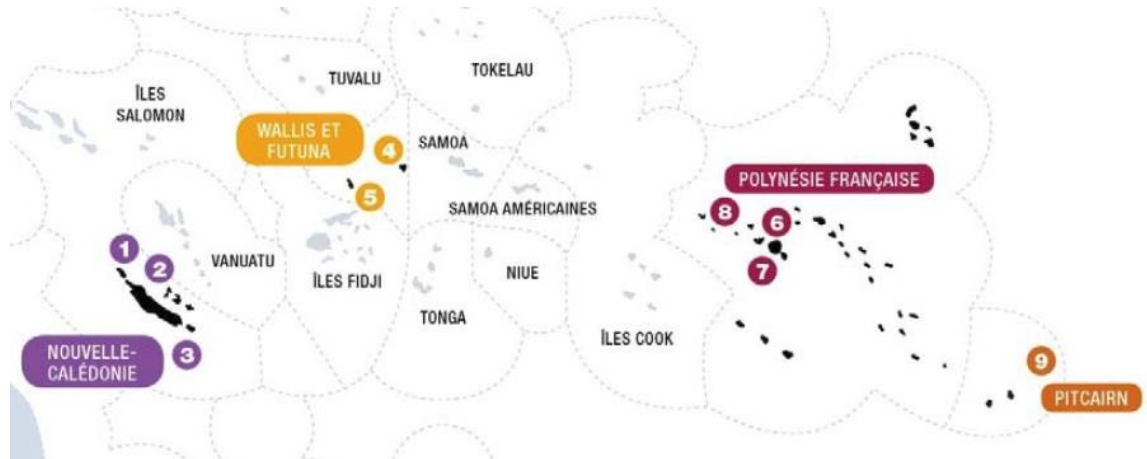 TUVALU
TOKELAU
ÎLES
SALOMON
WALLIS ET
FUTUNA
4
SAMOA
5
POLYNÉSIE FRANÇAISE
SAMOA AMÉRICAINES
8
6
1
2
VANUATU
ÎLES FIDJI
NIUE
7
TONGA
ÎLES COOK
NOUVELLE-
CALÉDONIE
3
9
PITCAIRN